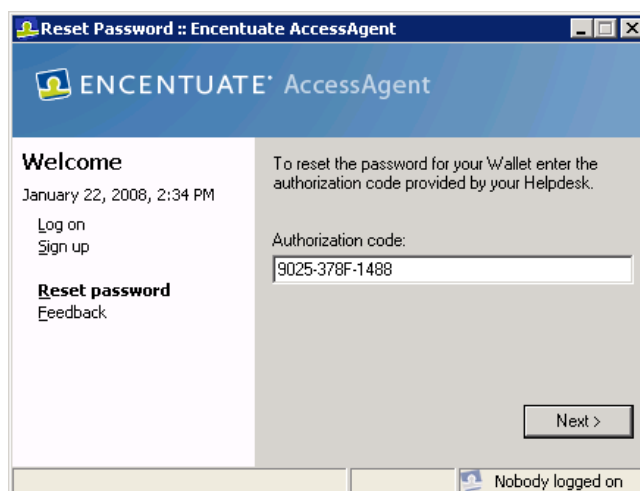 Reset Password :: Encentuate AccessAgent
ENCENTUATE AccessAgent
Welcome
January 22, 2008, 2:34 PM
Log on
Sign up
Reset password
Feedback
To reset the password for your Wallet enter the
authorization code provided by your Helpdesk.
Authorization code:
9025-378F-1488
Next >
Nobody logged on